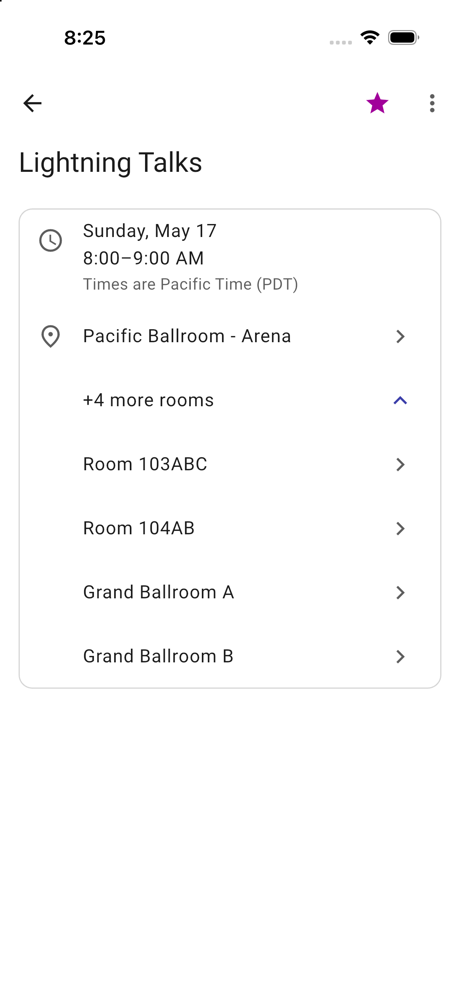 8:25
Lightning Talks
Sunday, May 17
8:00–9:00 AM
Times are Pacific Time (PDT)
Pacific Ballroom - Arena
+4 more rooms
Room 103ABC
Room 104AB
Grand Ballroom A
Grand Ballroom B